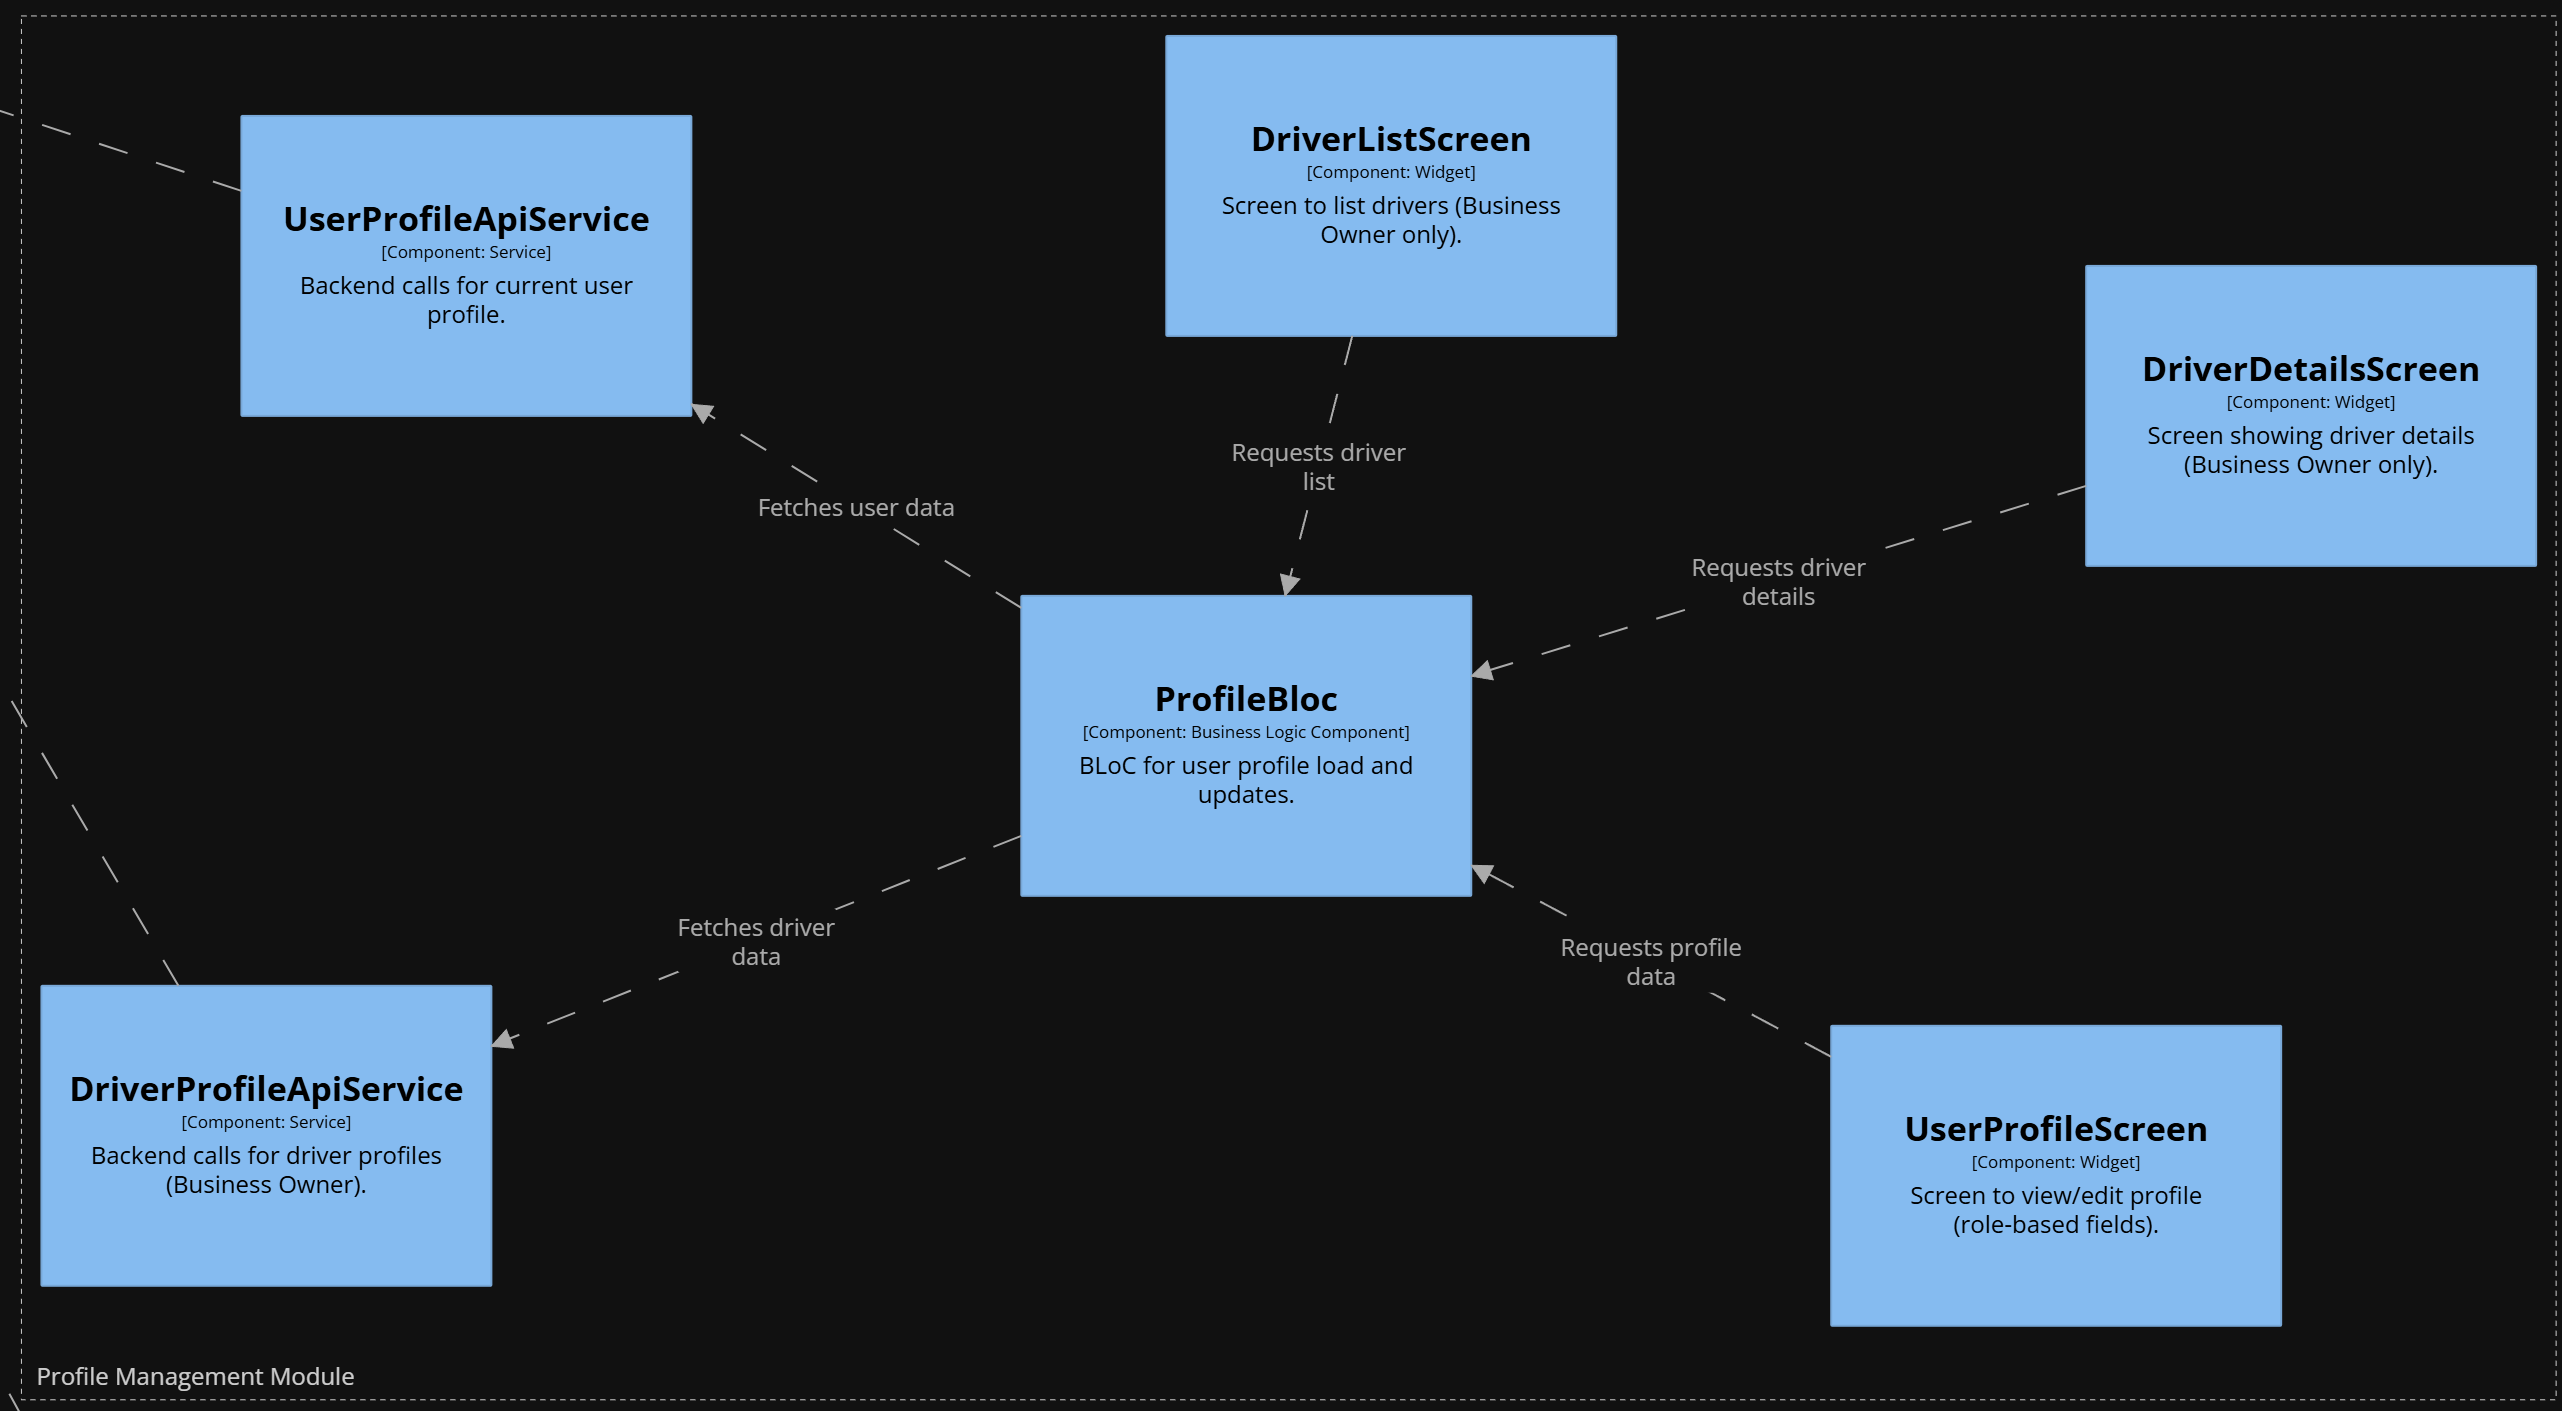 DriverListScreen
[Component: Widget]
Screen to list drivers (Business
Owner only).
UserProfileApiService
[Component: Service]
Backend calls for current user
profile.
DriverDetailsScreen
[Component: Widget]
Screen showing driver details
(Business Owner only).
Requests driver
list
Fetches user data
Requests driver
details
ProfileBloc
[Component: Business Logic Component]
BLoC for user profile load and
updates.
Fetches driver
data
Requests profile
data
DriverProfileApiService
[Component: Service]
Backend calls for driver profiles
(Business Owner).
UserProfileScreen
[Component: Widget]
Screen to view/edit profile
(role-based fields).
Profile Management Module